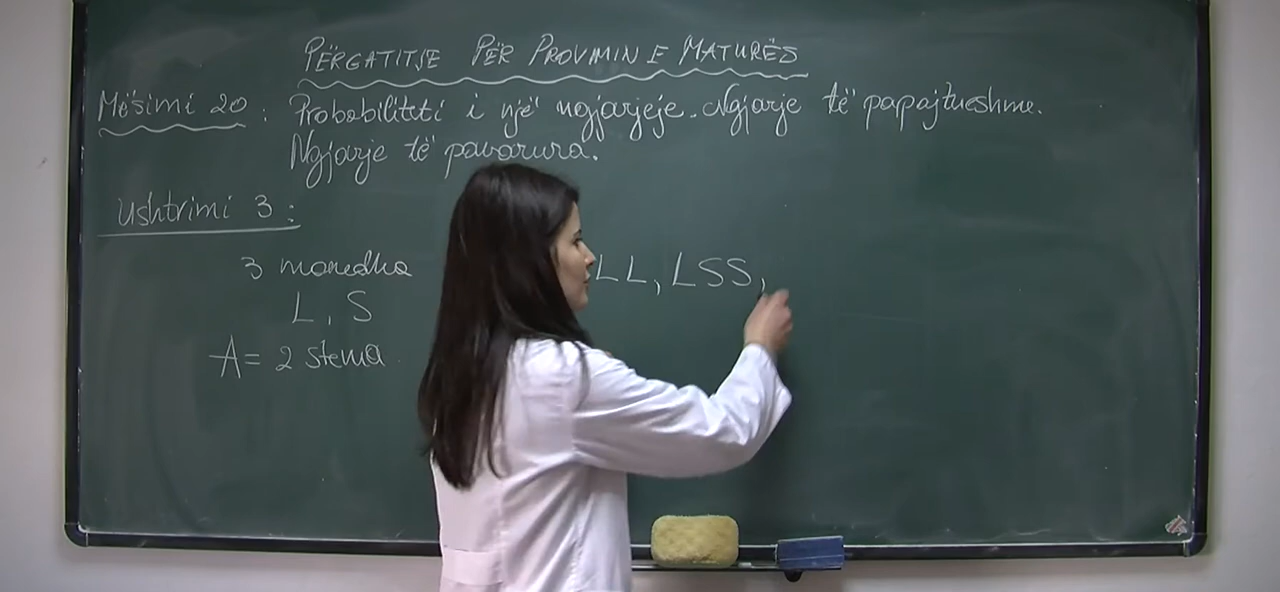 PËRGATITJE PËR PROVIMIN E MATURËS
Mësimi 20 : Probabiliteti i një ngjarjeje. Ngjarje të papajtueshme.
Ngjarje të pavarura.
Ushtrimi 3 :
3 monedha
LL, LSS,
L, S
A = 2 stema